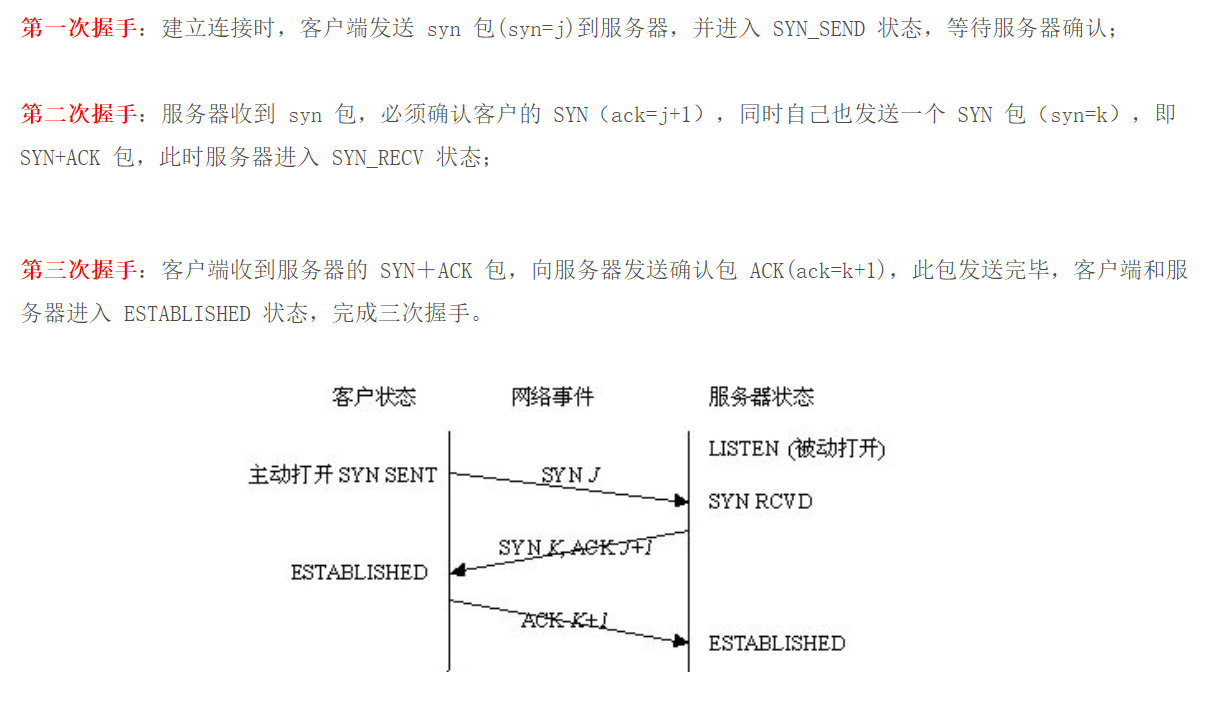 第一次握手：建立连接时，客户端发送 syn 包(syn=j)到服务器，并进入 SYN_SEND 状态，等待服务器确认；
第二次握手：服务器收到 syn 包，必须确认客户的 SYN（ack=j+1），同时自己也发送一个 SYN 包（syn=k），即
SYN+ACK 包，此时服务器进入 SYN_RECV 状态；
第三次握手：客户端收到服务器的 SYN＋ACK 包，向服务器发送确认包 ACK(ack=k+1)，此包发送完毕，客户端和服
务器进入 ESTABLISHED 状态，完成三次握手。
客户状态 网络事件 服务器状态
LISTEN (被动打开)
主动打开 SYN SENT SYN J
SYN RCVD
SYN K, ACK J+1
ESTABLISHED
ACK K+1
ESTABLISHED